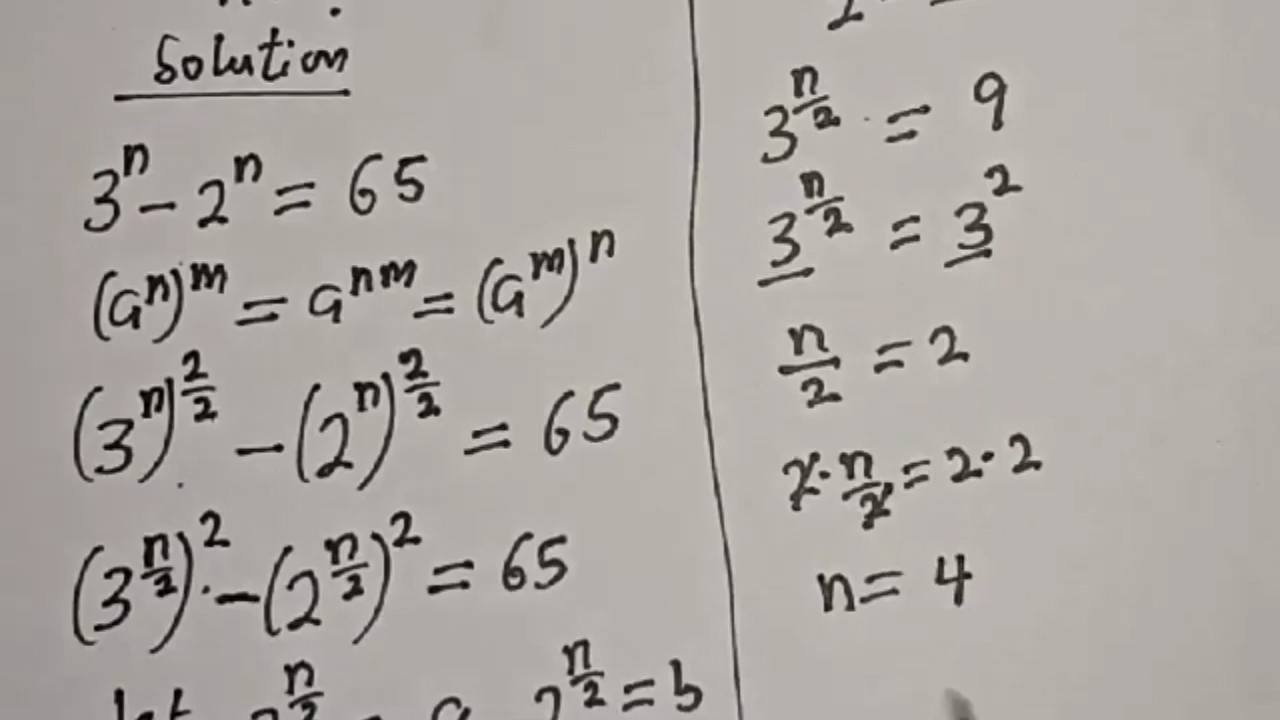 Solution
3^n - 2^n = 65
(a^n)^m = a^{nm} = (a^m)^n
(3^n)^{2/2} - (2^n)^{2/2} = 65
(3^{n/2})^2 - (2^{n/2})^2 = 65
2^{n/2} = b
3^{n/2} = 9
3^{n/2} = 3^2
n/2 = 2
2 · n/2 = 2 · 2
n = 4